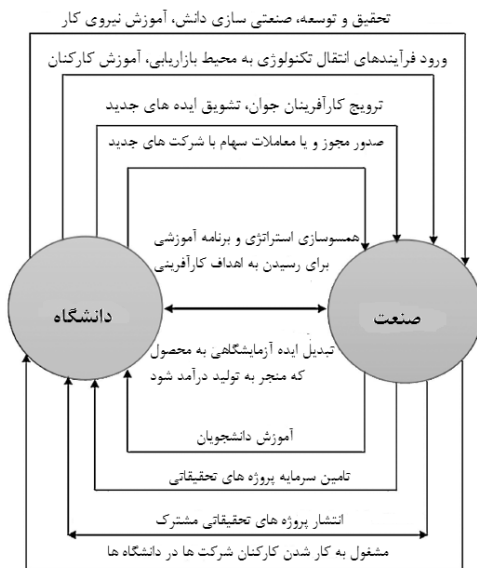 تحقیق و توسعه، صنعتی سازی دانش، آموزش نیروی کار
ورود فرآیندهای انتقال تکنولوژی به محیط بازاریابی، آموزش کارکنان
ترویج کارآفرینان جوان، تشویق ایده های جدید
صدور مجوز و یا معاملات سهام با شرکت های جدید
همسوسازی استراتژی و برنامه آموزشی
برای رسیدن به اهداف کارآفرینی
صنعت
دانشگاه
تبدیل ایده آزمایشگاهی به محصول
که منجر به تولید درآمد شود
آموزش دانشجویان
تامین سرمایه پروژه های تحقیقاتی
انتشار پروژه های تحقیقاتی مشترک
مشغول به کار شدن کارکنان شرکت ها در دانشگاه ها